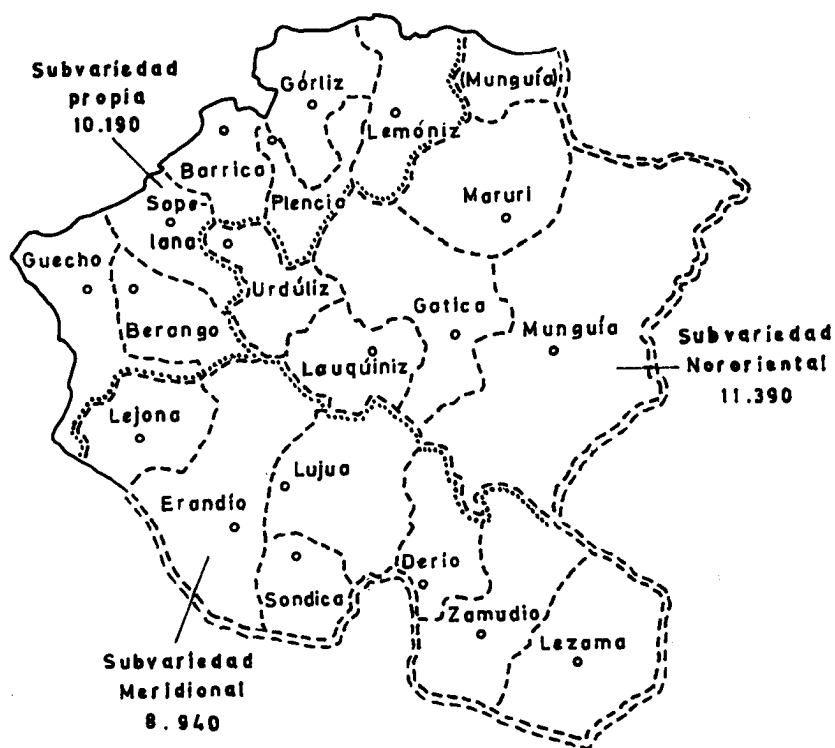 Subvariedad
propia
10.190
Górliz
(Munguía)
Lemóniz
Barrica
Plencia
Maruri
Sope-
lana
Guecho
Urdúliz
Gatica
Berango
Munguía
Lauquíniz
Subvariedad
Nororiental
11.390
Lejona
Lujua
Erandio
Derio
Sondica
Zamudio
Lezama
Subvariedad
Meridional
8.940